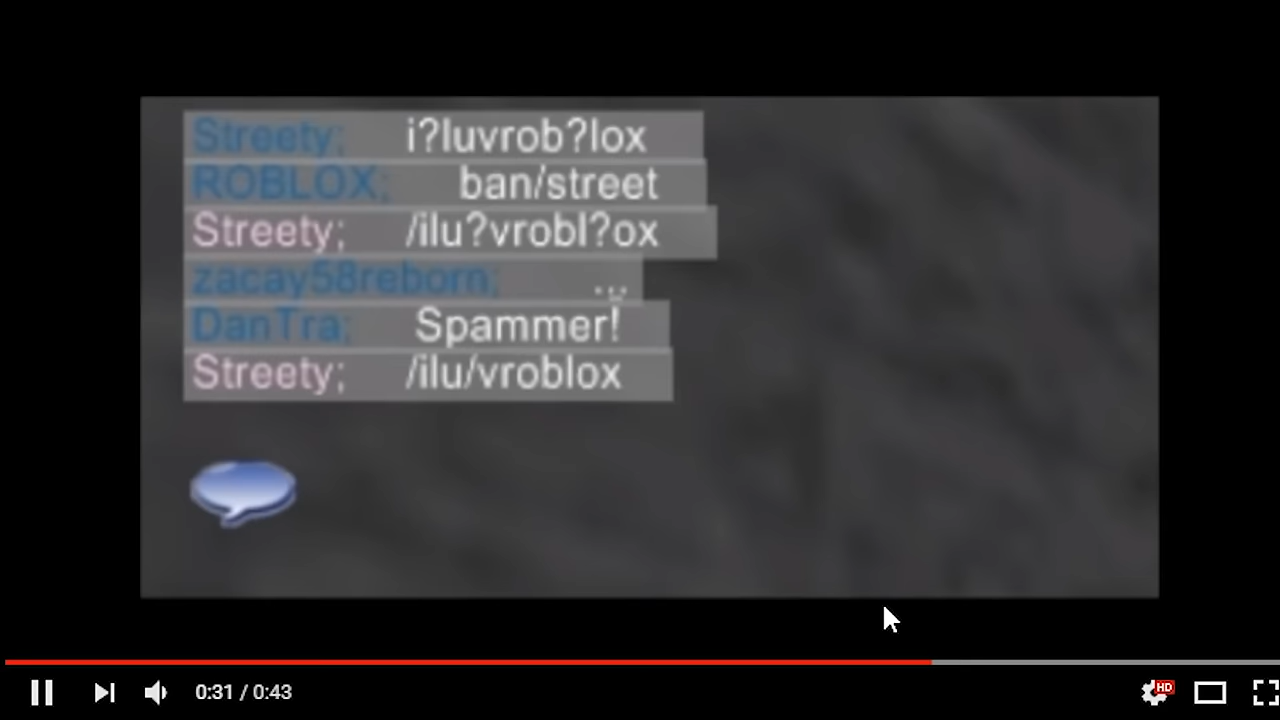 Streety; i?luvrob?lox
ROBLOX; ban/street
Streety; /ilu?vrobl?ox
zacay58reborn; ...
DanTra; Spammer!
Streety; /ilu/vroblox
0:31 / 0:43
HD